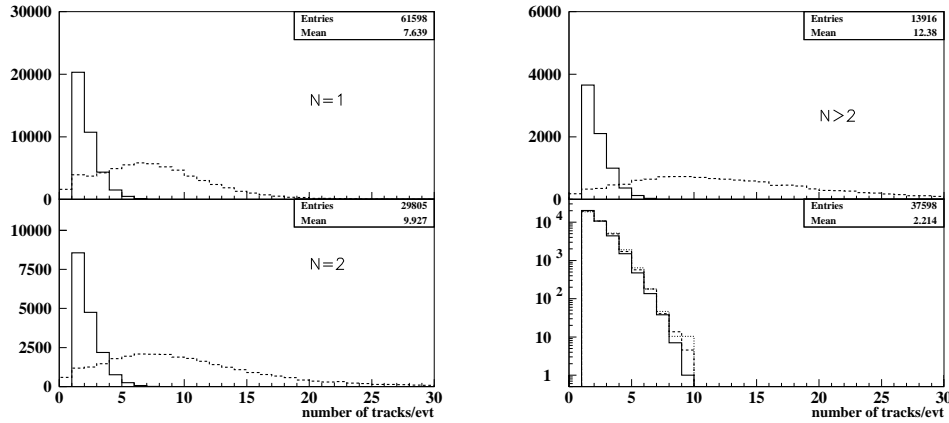 30000
20000
10000
0
Entries 61598
Mean 7.639
N=1
10000
7500
5000
2500
0
Entries 29805
Mean 9.927
N=2
0 5 10 15 20 25 30
number of tracks/evt
6000
4000
2000
0
Entries 13916
Mean 12.38
N>2
10^4
10^3
10^2
10
1
Entries 37598
Mean 2.214
0 5 10 15 20 25 30
number of tracks/evt